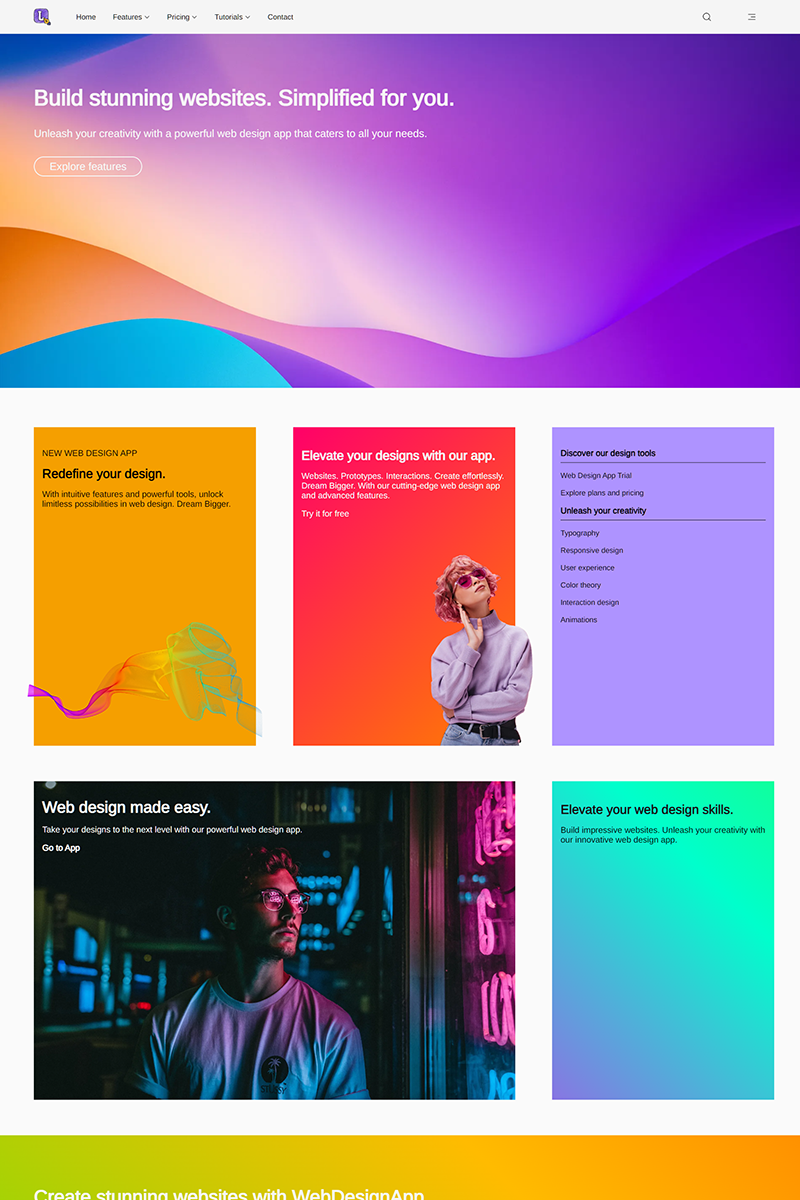 Home
Features
Pricing
Tutorials
Contact
Build stunning websites. Simplified for you.
Unleash your creativity with a powerful web design app that caters to all your needs.
Explore features
NEW WEB DESIGN APP
Redefine your design.
With intuitive features and powerful tools, unlock
limitless possibilities in web design. Dream Bigger.
Elevate your designs with our app.
Websites. Prototypes. Interactions. Create effortlessly.
Dream Bigger. With our cutting-edge web design app
and advanced features.
Try it for free
Discover our design tools
Web Design App Trial
Explore plans and pricing
Unleash your creativity
Typography
Responsive design
User experience
Color theory
Interaction design
Animations
Web design made easy.
Take your designs to the next level with our powerful web design app.
Go to App
Elevate your web design skills.
Build impressive websites. Unleash your creativity with
our innovative web design app.
Create stunning websites with WebDesignApp